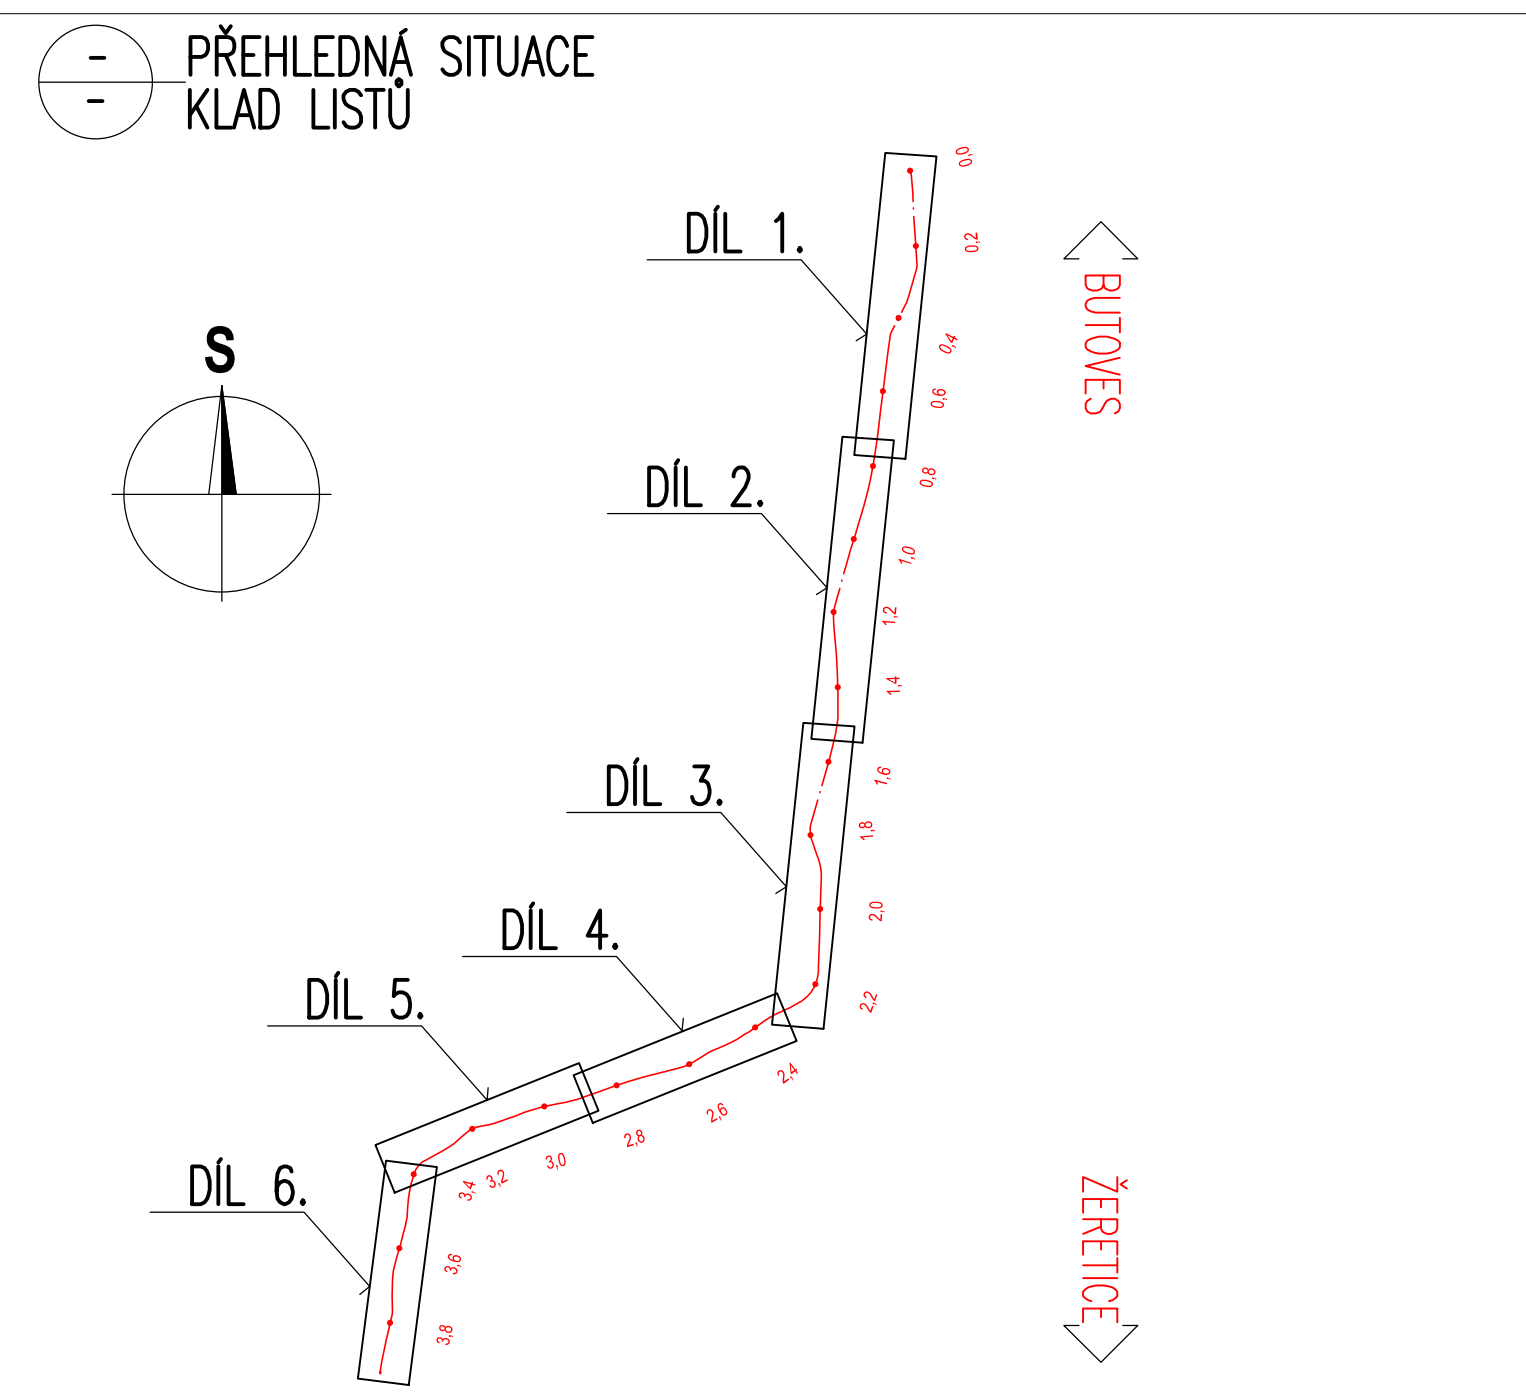 -
-
PŘEHLEDNÁ SITUACE
KLAD LISTŮ
0,0
DÍL 1.
0,2
BUTOVES
S
0,4
0,6
DÍL 2.
0,8
1,0
1,2
1,4
DÍL 3.
1,6
1,8
2,0
DÍL 4.
DÍL 5.
2,2
2,4
2,6
2,8
3,0
DÍL 6.
3,2
3,4
ŽERETICE
3,6
3,8